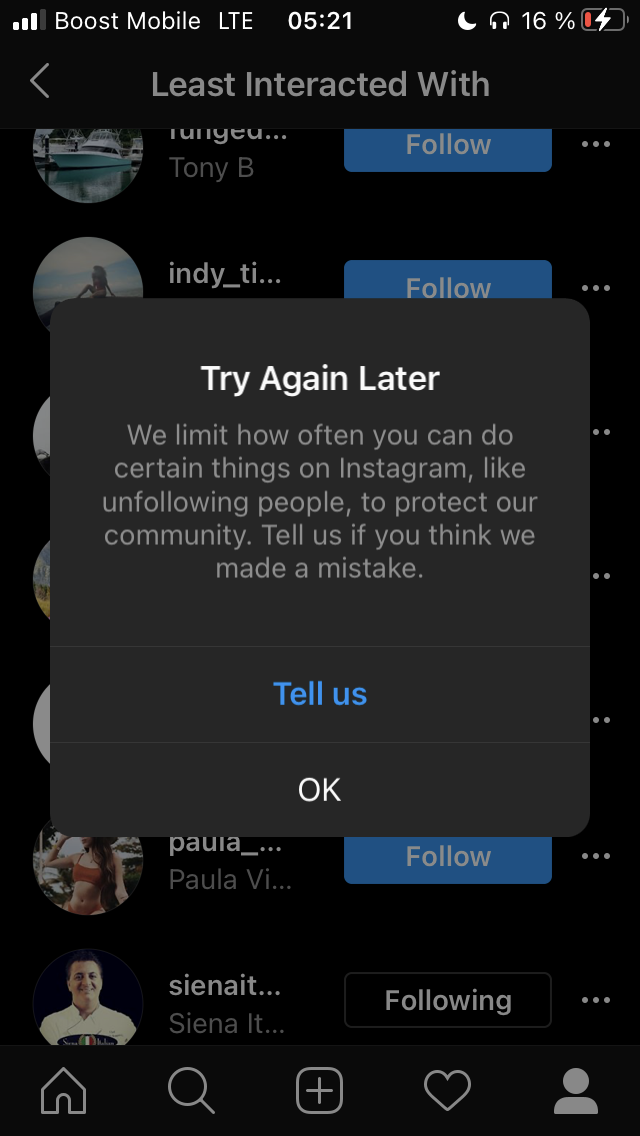 Boost Mobile LTE 05:21 16 %
Least Interacted With
funged... Follow
Tony B
indy_ti... Follow
Try Again Later
We limit how often you can do
certain things on Instagram, like
unfollowing people, to protect our
community. Tell us if you think we
made a mistake.
Tell us
OK
paula_... Follow
Paula Vi...
sienait... Following
Siena It...